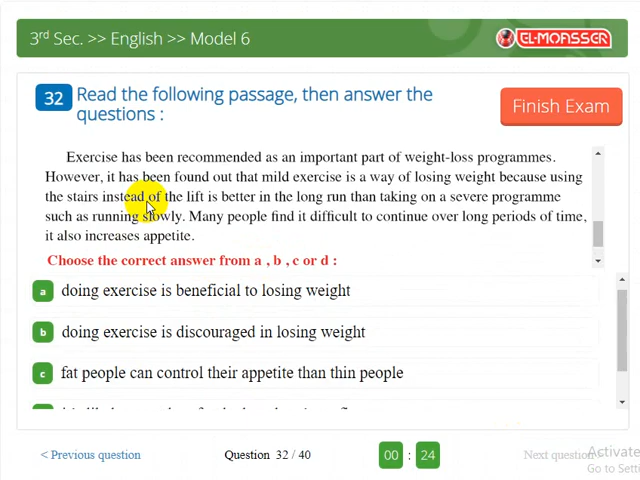 3rd Sec. >> English >> Model 6
EL-MOASSER
32 Read the following passage, then answer the
questions :
Finish Exam
Exercise has been recommended as an important part of weight-loss programmes.
However, it has been found out that mild exercise is a way of losing weight because using
the stairs instead of the lift is better in the long run than taking on a severe programme
such as running slowly. Many people find it difficult to continue over long periods of time,
it also increases appetite.
Choose the correct answer from a , b , c or d :
a doing exercise is beneficial to losing weight
b doing exercise is discouraged in losing weight
c fat people can control their appetite than thin people
< Previous question
Question 32 / 40
00 : 24
Next question >
Activate
Go to Setti